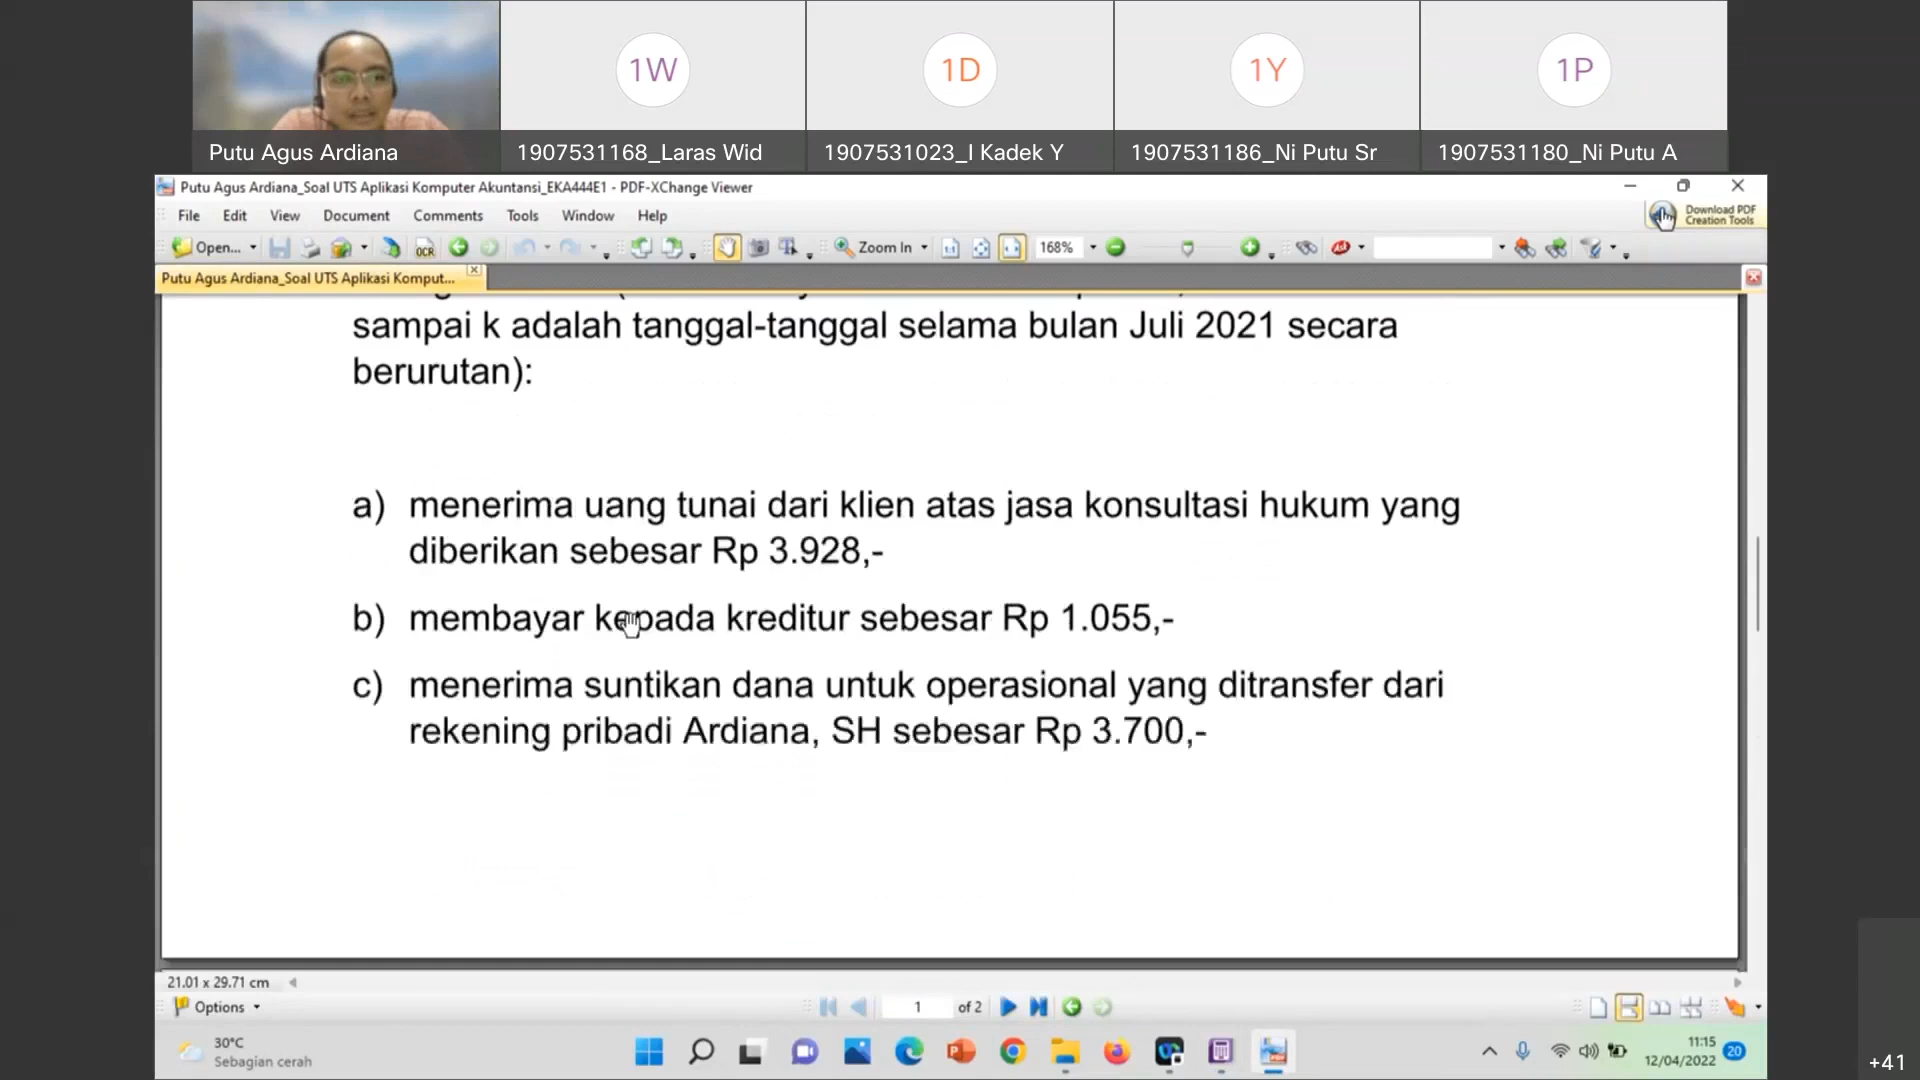 1W
1D
1Y
1P
Putu Agus Ardiana
1907531168_Laras Wid
1907531023_I Kadek Y
1907531186_Ni Putu Sr
1907531180_Ni Putu A
Putu Agus Ardiana_Soal UTS Aplikasi Komputer Akuntansi_EKA444E1 - PDF-XChange Viewer
File Edit View Document Comments Tools Window Help
Download PDF
Creation Tools
Open... OCR Zoom In 168%
Putu Agus Ardiana_Soal UTS Aplikasi Komput...
sampai k adalah tanggal-tanggal selama bulan Juli 2021 secara
berurutan):
a) menerima uang tunai dari klien atas jasa konsultasi hukum yang
diberikan sebesar Rp 3.928,-
b) membayar kepada kreditur sebesar Rp 1.055,-
c) menerima suntikan dana untuk operasional yang ditransfer dari
rekening pribadi Ardiana, SH sebesar Rp 3.700,-
21.01 x 29.71 cm
Options
1 of 2
30°C
Sebagian cerah
11:15
12/04/2022
20
+41